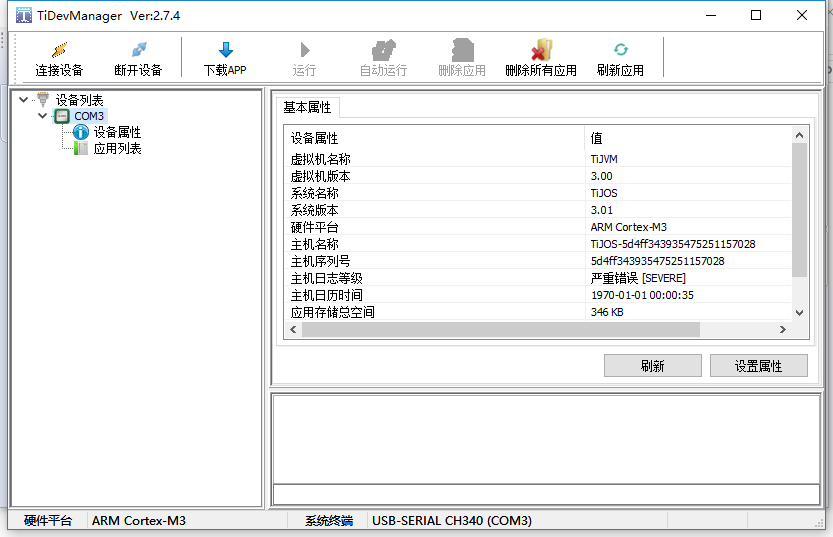 TiDevManager Ver:2.7.4
连接设备 断开设备 下载APP 运行 自动运行 删除应用 删除所有应用 刷新应用
设备列表
COM3
设备属性
应用列表
基本属性
设备属性 值
虚拟机名称 TiJVM
虚拟机版本 3.00
系统名称 TiJOS
系统版本 3.01
硬件平台 ARM Cortex-M3
主机名称 TiJOS-5d4ff343935475251157028
主机序列号 5d4ff343935475251157028
主机日志等级 严重错误 [SEVERE]
主机日历时间 1970-01-01 00:00:35
应用存储总空间 346 KB
刷新 设置属性
硬件平台 ARM Cortex-M3 系统终端 USB-SERIAL CH340 (COM3)